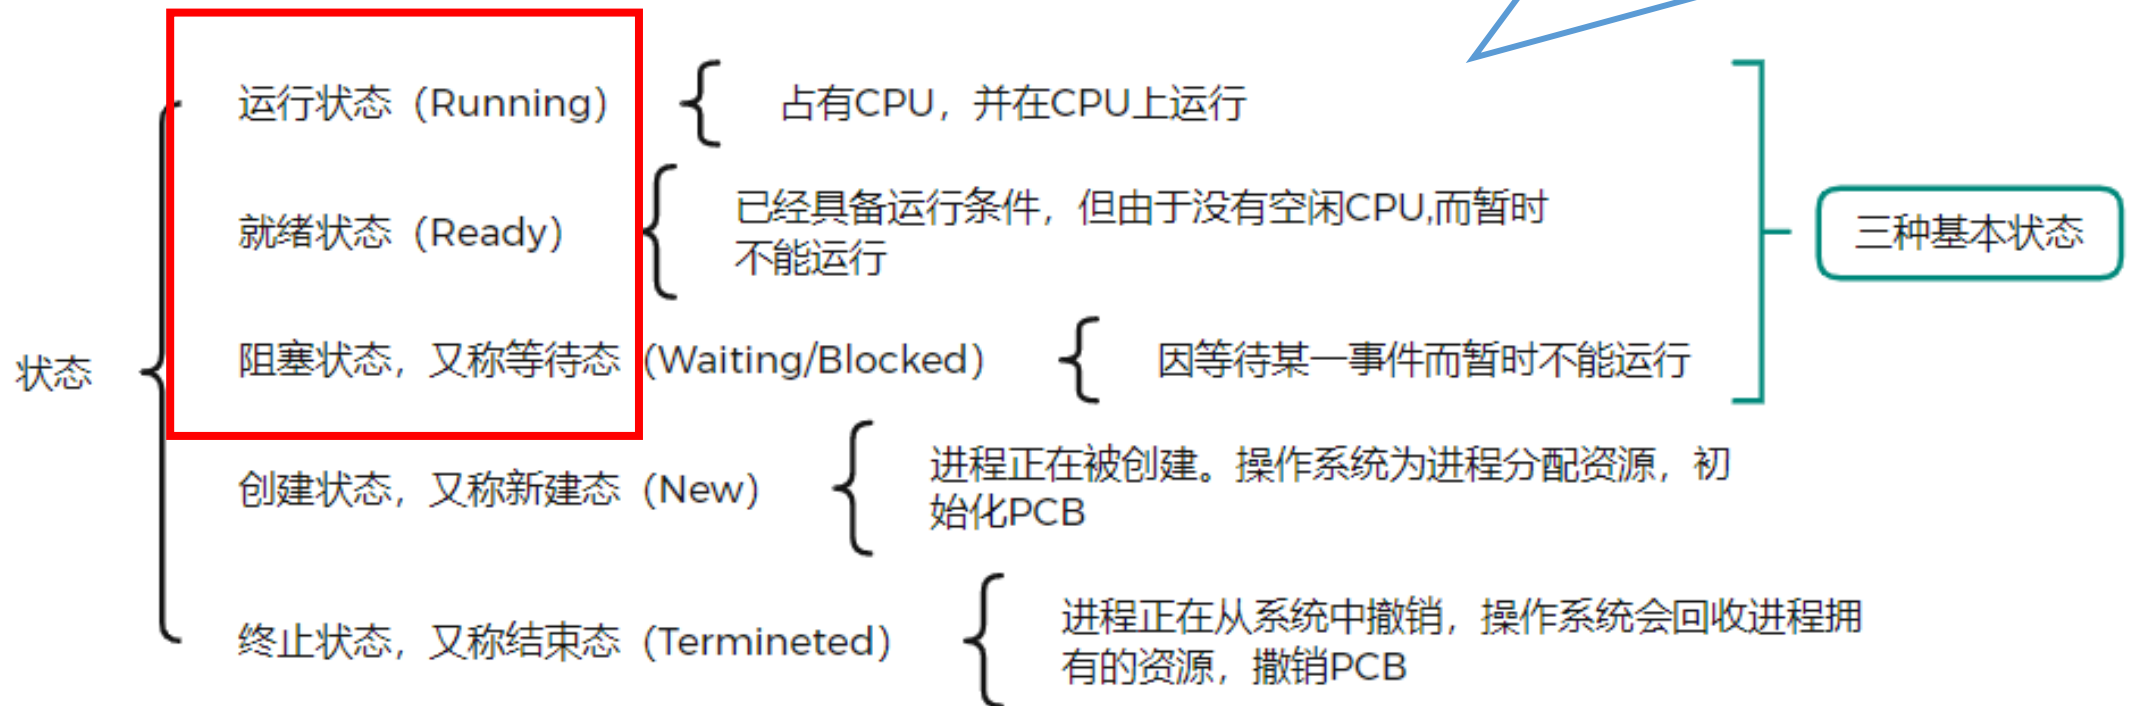 运行状态（Running）
占有CPU，并在CPU上运行
就绪状态（Ready）
已经具备运行条件，但由于没有空闲CPU,而暂时
不能运行
三种基本状态
阻塞状态，又称等待态（Waiting/Blocked）
因等待某一事件而暂时不能运行
状态
创建状态，又称新建态（New）
进程正在被创建。操作系统为进程分配资源，初
始化PCB
终止状态，又称结束态（Termineted）
进程正在从系统中撤销，操作系统会回收进程拥
有的资源，撤销PCB